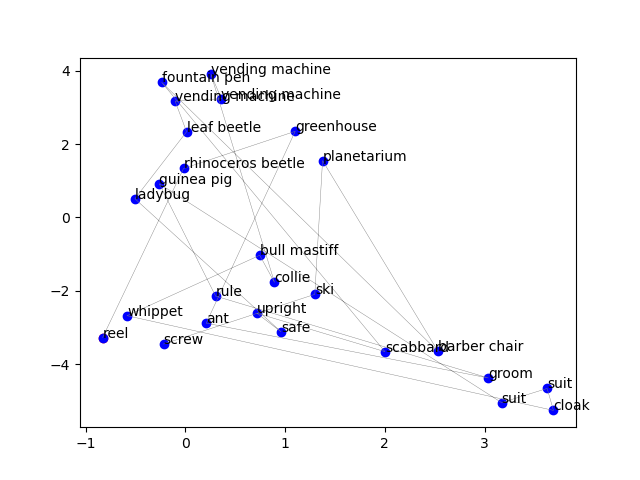 4
vending machine
fountain pen
vending machine
vending machine
leaf beetle
greenhouse
2
planetarium
rhinoceros beetle
guinea pig
ladybug
0
bull mastiff
collie
−2
rule
ski
whippet
ant
upright
safe
reel
screw
scabbard
barber chair
−4
groom
suit
suit
cloak
−1
0
1
2
3